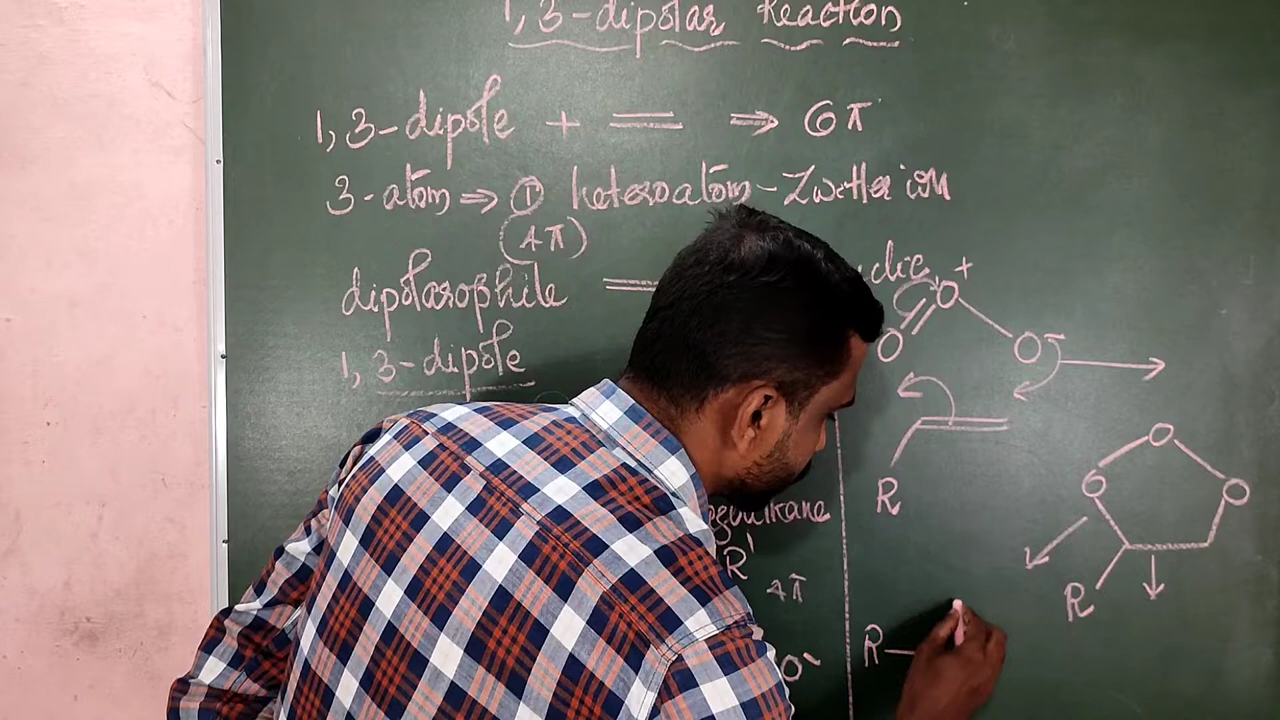 1,3-dipolar Reaction
1,3-dipole + = ⇒ 6π
3-atom ⇒ ① heteroatom - Zwitter ion
(4π)
dipolarophile =
1,3-dipole
+
O
O O-
R
O
O O
R
R'
4π
O-
R-